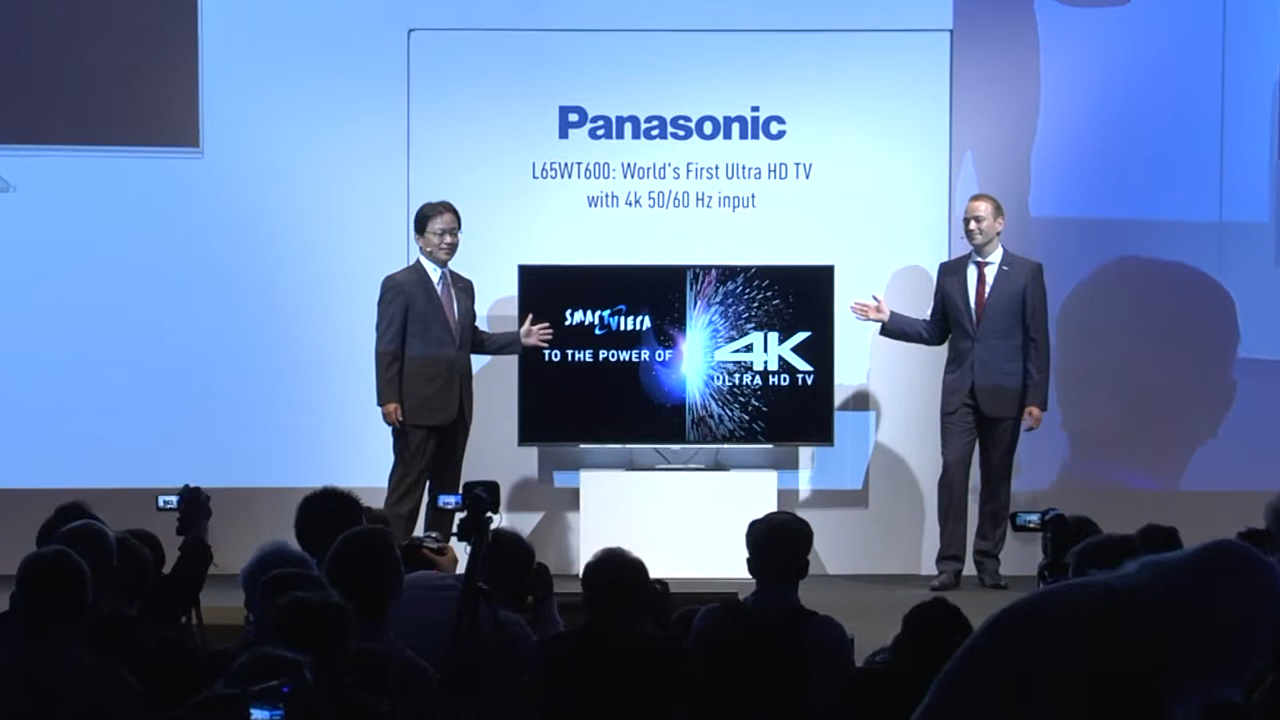 Panasonic
L65WT600: World's First Ultra HD TV
with 4k 50/60 Hz input
SMART VIERA
TO THE POWER OF
4K
ULTRA HD TV